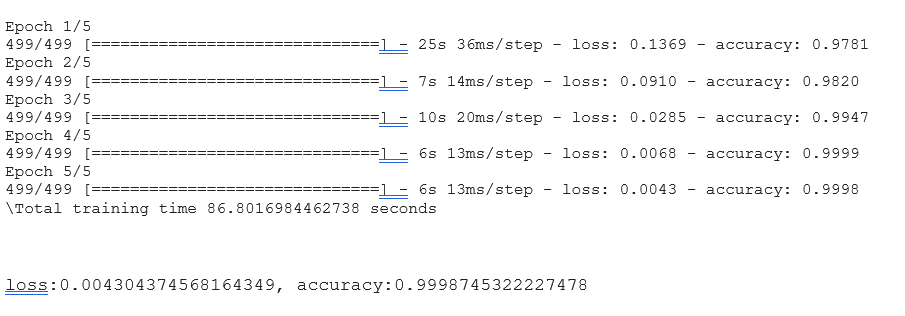 Epoch 1/5
499/499 [==============================] - 25s 36ms/step - loss: 0.1369 - accuracy: 0.9781
Epoch 2/5
499/499 [==============================] - 7s 14ms/step - loss: 0.0910 - accuracy: 0.9820
Epoch 3/5
499/499 [==============================] - 10s 20ms/step - loss: 0.0285 - accuracy: 0.9947
Epoch 4/5
499/499 [==============================] - 6s 13ms/step - loss: 0.0068 - accuracy: 0.9999
Epoch 5/5
499/499 [==============================] - 6s 13ms/step - loss: 0.0043 - accuracy: 0.9998
\Total training time 86.8016984462738 seconds
loss:0.004304374568164349, accuracy:0.9998745322227478